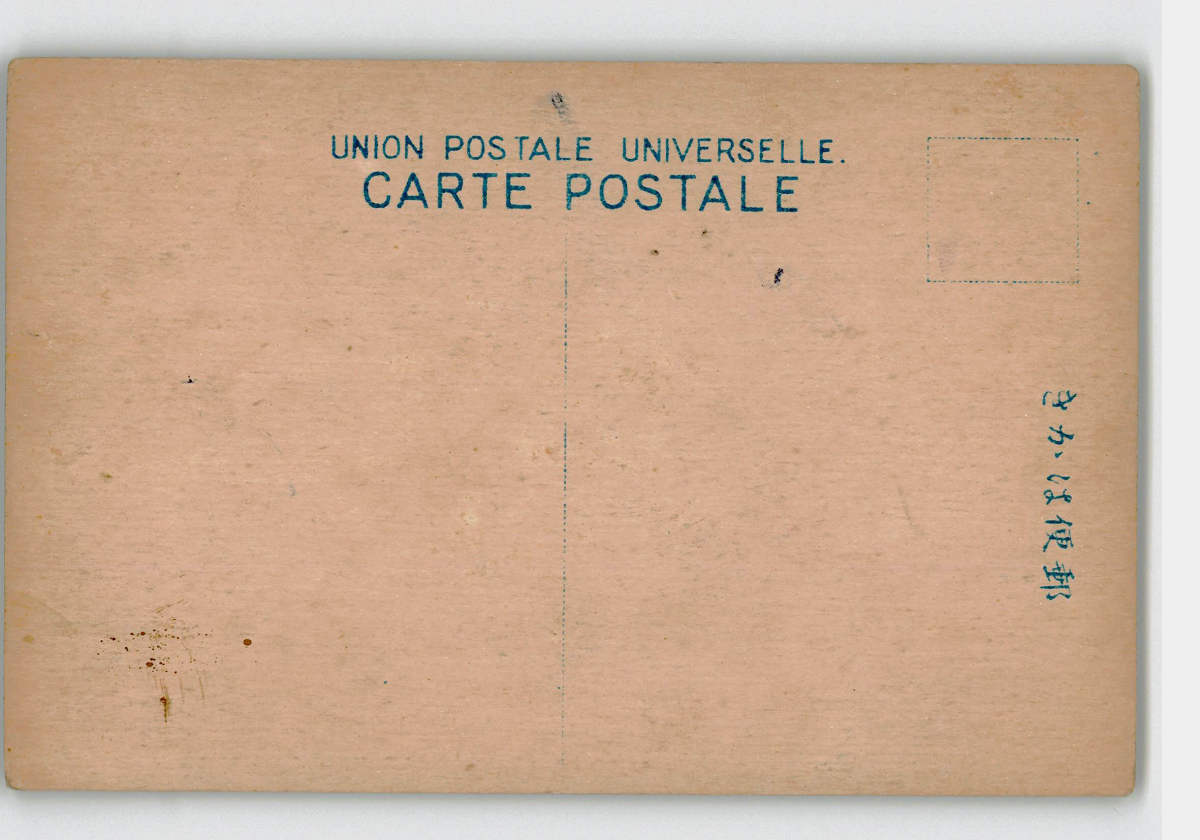 UNION POSTALE UNIVERSELLE.
CARTE POSTALE
郵便はかき